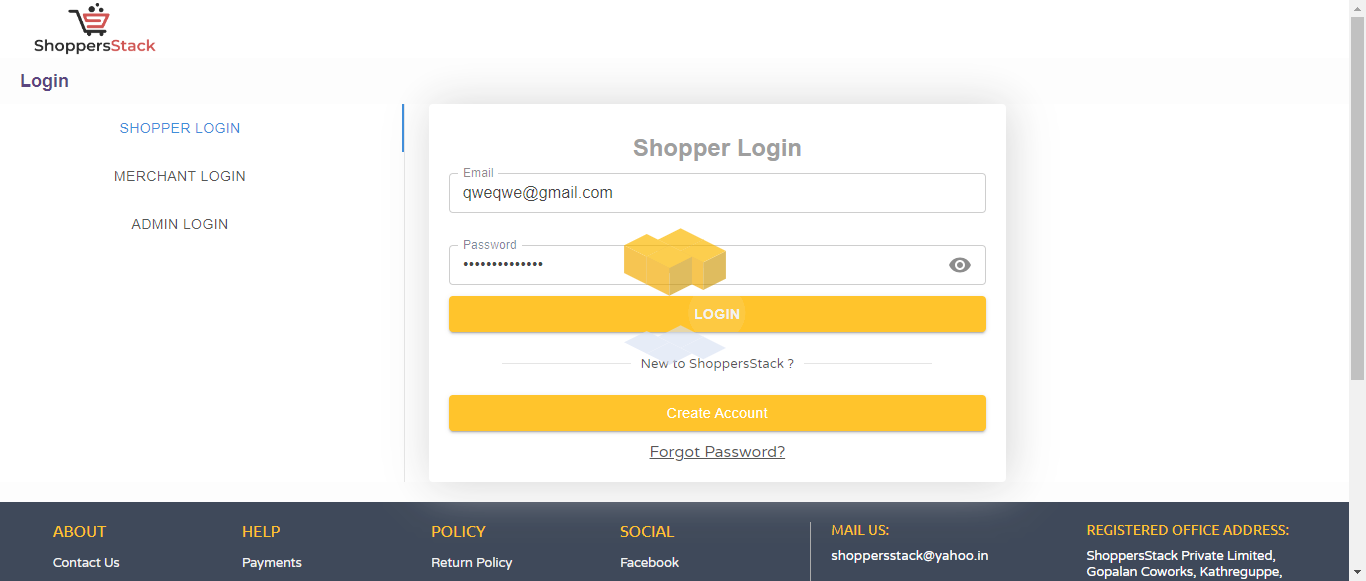 ShoppersStack
Login
SHOPPER LOGIN
MERCHANT LOGIN
ADMIN LOGIN
Shopper Login
Email
qweqwe@gmail.com
Password
••••••••••••••
LOGIN
New to ShoppersStack ?
Create Account
Forgot Password?
ABOUT
Contact Us
HELP
Payments
POLICY
Return Policy
SOCIAL
Facebook
MAIL US:
shoppersstack@yahoo.in
REGISTERED OFFICE ADDRESS:
ShoppersStack Private Limited,
Gopalan Coworks, Kathreguppe,